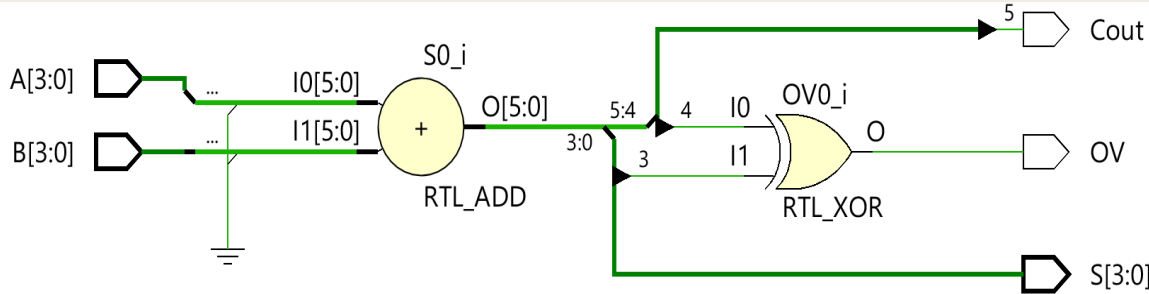 5
Cout
S0_i
A[3:0]
...
I0[5:0]
O[5:0]
5:4
4
I0
OV0_i
+
O
B[3:0]
...
I1[5:0]
3:0
3
I1
OV
RTL_ADD
RTL_XOR
S[3:0]